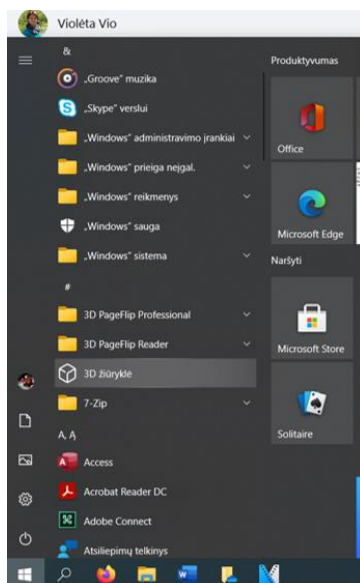 Violėta Vio
&
„Groove“ muzika
„Skype“ verslui
„Windows“ administravimo įrankiai
„Windows“ prieiga neįgal.
„Windows“ reikmenys
„Windows“ sauga
„Windows“ sistema
#
3D PageFlip Professional
3D PageFlip Reader
3D žiūryklė
7-Zip
A, Ą
Access
Acrobat Reader DC
Adobe Connect
Atsiliepimų telkinys
Produktyvumas
Office
Microsoft Edge
Naršyti
Microsoft Store
Solitaire